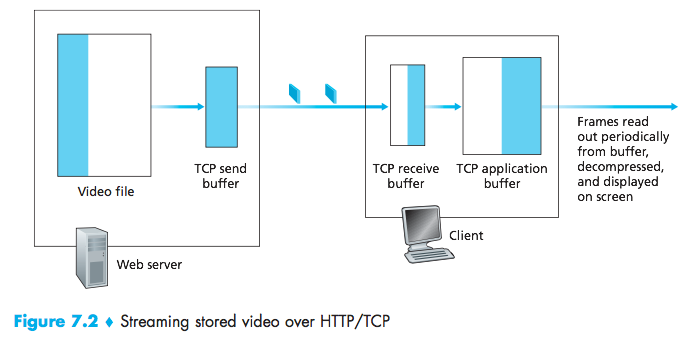 Video file
TCP send
buffer
Web server
TCP receive
buffer
TCP application
buffer
Client
Frames read
out periodically
from buffer,
decompressed,
and displayed
on screen
Figure 7.2 ♦ Streaming stored video over HTTP/TCP